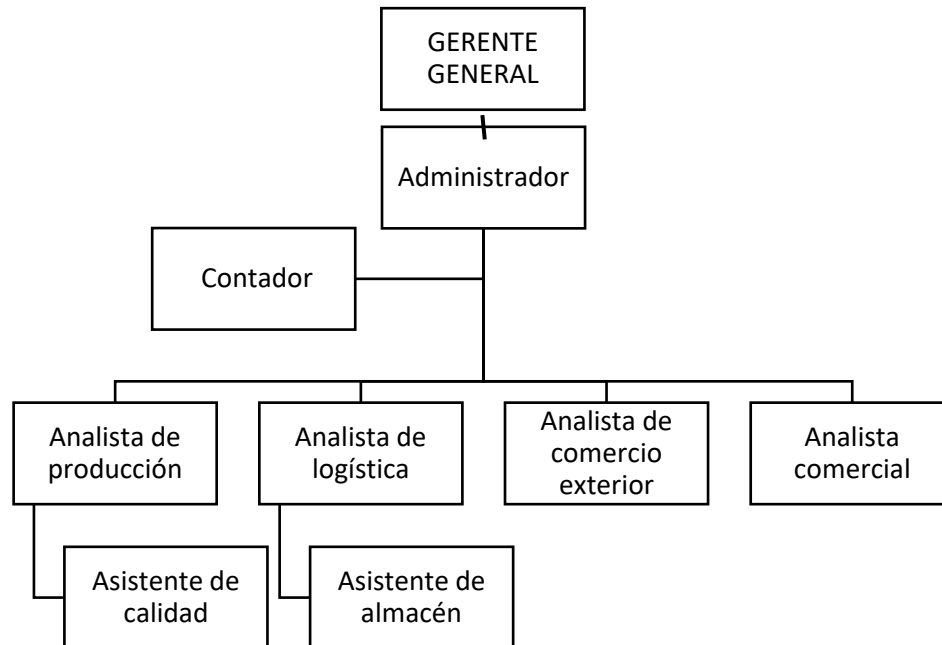 GERENTE
GENERAL
Administrador
Contador
Analista de
producción
Analista de
logística
Analista de
comercio
exterior
Analista
comercial
Asistente de
calidad
Asistente de
almacén